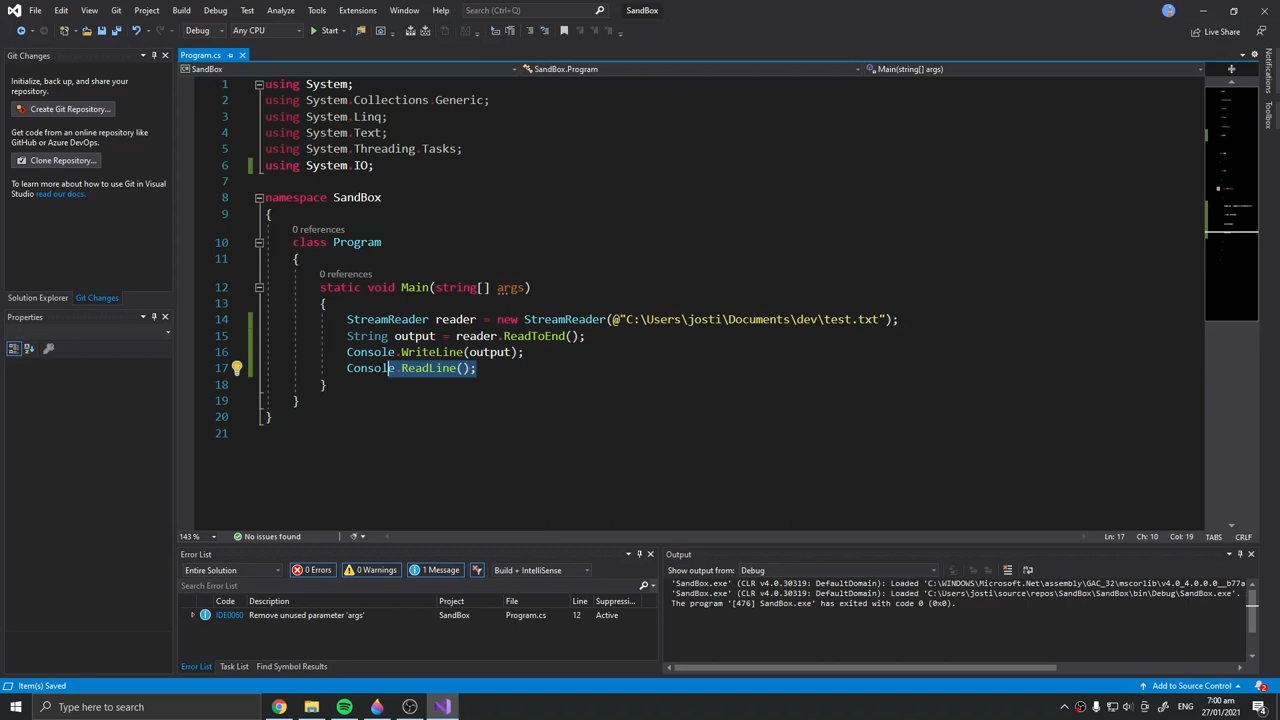 File Edit View Git Project Build Debug Test Analyze Tools Extensions Window Help Search (Ctrl+Q) SandBox
Debug Any CPU Start Live Share
Git Changes
Initialize, back up, and share your
repository.
Create Git Repository...
Get code from an online repository like
GitHub or Azure DevOps.
Clone Repository...
To learn more about how to use Git in Visual
Studio read our docs.
Solution Explorer Git Changes
Properties
Program.cs
SandBox SandBox.Program Main(string[] args)
1 using System;
2 using System.Collections.Generic;
3 using System.Linq;
4 using System.Text;
5 using System.Threading.Tasks;
6 using System.IO;
7
8 namespace SandBox
9 {
0 references
10 class Program
11 {
0 references
12 static void Main(string[] args)
13 {
14 StreamReader reader = new StreamReader(@"C:\Users\josti\Documents\dev\test.txt");
15 String output = reader.ReadToEnd();
16 Console.WriteLine(output);
17 Console.ReadLine();
18 }
19 }
20 }
21
Notifications
Toolbox
143 % No issues found Ln: 17 Ch: 10 Col: 19 TABS CRLF
Error List
Entire Solution 0 Errors 0 Warnings 1 Message Build + IntelliSense
Search Error List
Code Description Project File Line Suppressi...
IDE0060 Remove unused parameter 'args' SandBox Program.cs 12 Active
Error List Task List Find Symbol Results
Output
Show output from: Debug
'SandBox.exe' (CLR v4.0.30319: DefaultDomain): Loaded 'C:\WINDOWS\Microsoft.Net\assembly\GAC_32\mscorlib\v4.0_4.0.0.0__b77a
'SandBox.exe' (CLR v4.0.30319: DefaultDomain): Loaded 'C:\Users\josti\source\repos\SandBox\SandBox\bin\Debug\SandBox.exe'.
The program '[476] SandBox.exe' has exited with code 0 (0x0).
Item(s) Saved Add to Source Control 2
Type here to search ENG 7:00 am
27/01/2021 4